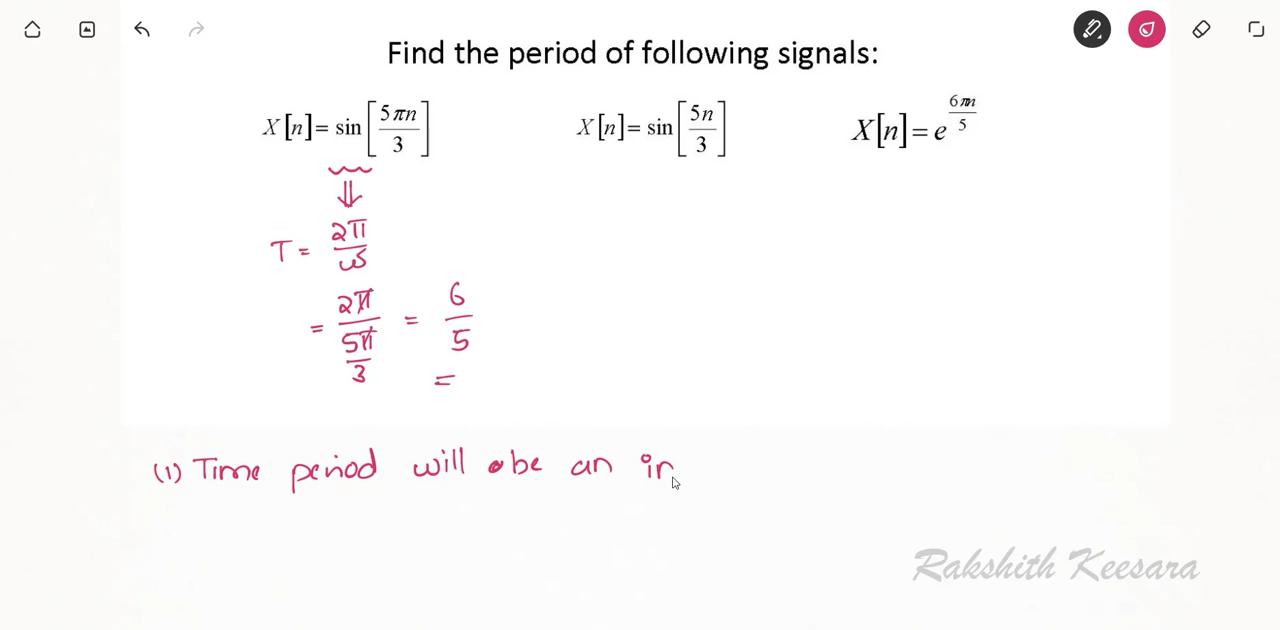 Find the period of following signals:
X[n]= sin[5πn/3] X[n]= sin[5n/3] X[n]= e^(6πn/5)
⇓
T = 2π/ω
= 2π/(5π/3) = 6/5
=
(1) Time period will be an in
Rakshith Keesara